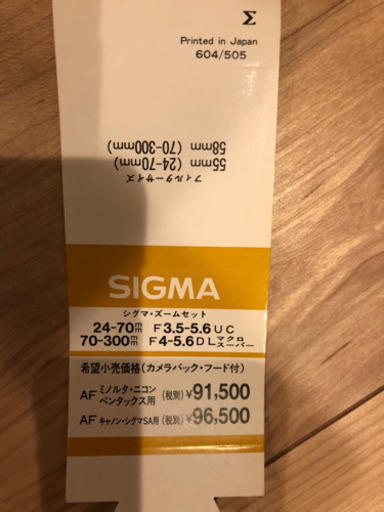 Σ
Printed in Japan
604/505
フィルターサイズ
55mm (24-70mm)
58mm (70-300mm)
SIGMA
シグマ・ズームセット
24-70mm F3.5-5.6 UC
70-300mm F4-5.6 DLマクロスーパー
希望小売価格(カメラバック・フード付)
AF ミノルタ・ニコン ペンタックス用 (税別) ¥91,500
AF キャノン・シグマSA用 (税別) ¥96,500